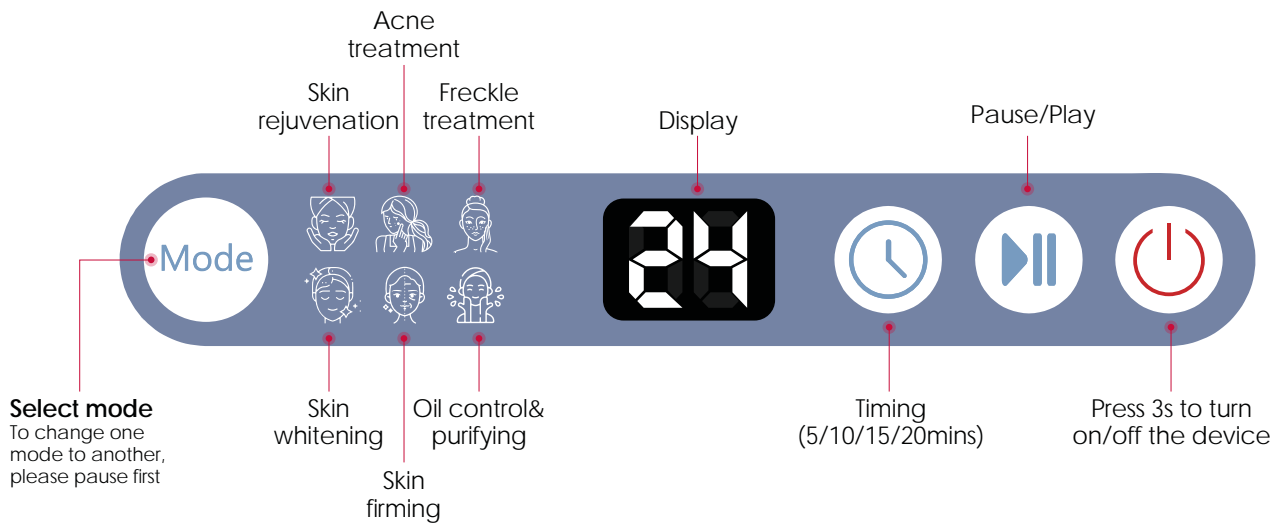 Acne
treatment
Skin
rejuvenation
Freckle
treatment
Display
Pause/Play
Mode
24
Select mode
To change one
mode to another,
please pause first
Skin
whitening
Skin
firming
Oil control&
purifying
Timing
(5/10/15/20mins)
Press 3s to turn
on/off the device